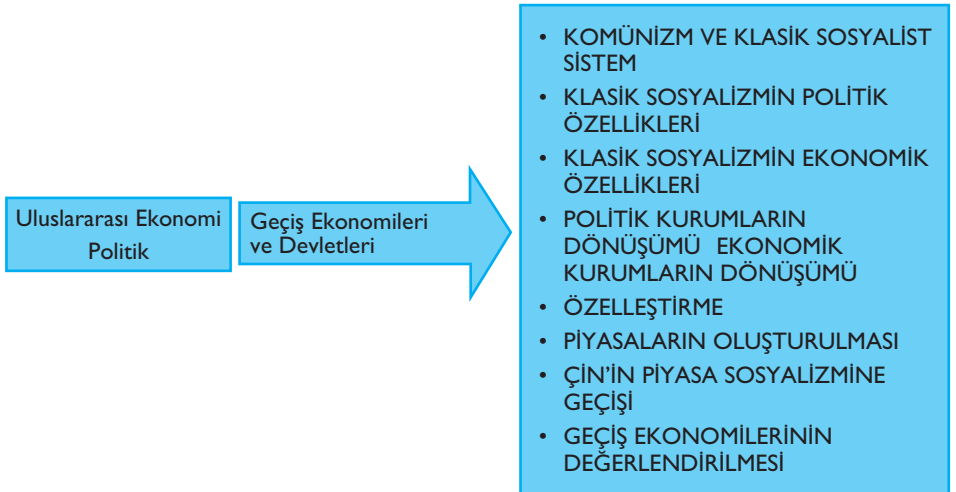 Uluslararası Ekonomi
Politik
Geçiş Ekonomileri
ve Devletleri
• KOMÜNİZM VE KLASİK SOSYALİST
SİSTEM
• KLASİK SOSYALİZMİN POLİTİK
ÖZELLİKLERİ
• KLASİK SOSYALİZMİN EKONOMİK
ÖZELLİKLERİ
• POLİTİK KURUMLARIN
DÖNÜŞÜMÜ EKONOMİK
KURUMLARIN DÖNÜŞÜMÜ
• ÖZELLEŞTİRME
• PİYASALARIN OLUŞTURULMASI
• ÇİN’İN PİYASA SOSYALİZMİNE
GEÇİŞİ
• GEÇİŞ EKONOMİLERİNİN
DEĞERLENDİRİLMESİ